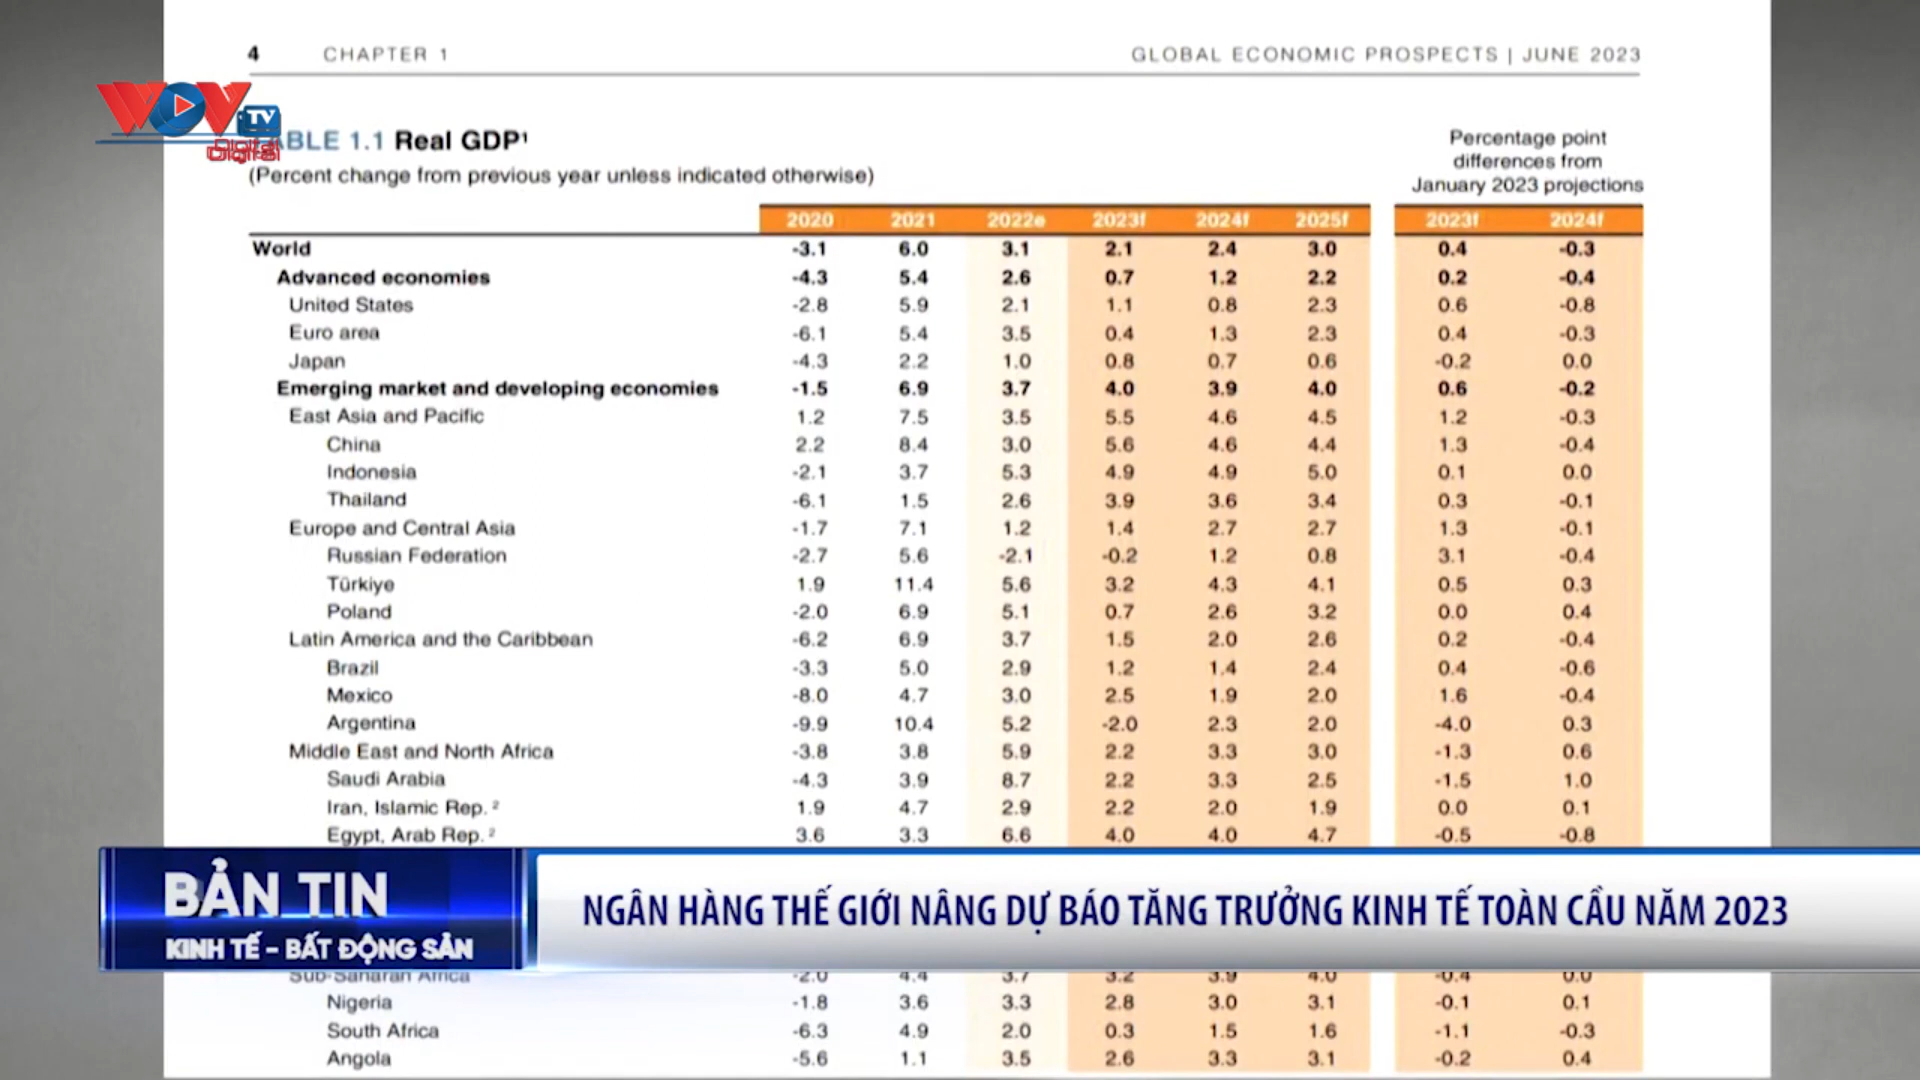 4 CHAPTER 1 GLOBAL ECONOMIC PROSPECTS | JUNE 2023
VOV TV
Digital
TABLE 1.1 Real GDP¹
(Percent change from previous year unless indicated otherwise)
Percentage point
differences from
January 2023 projections
2020 2021 2022e 2023f 2024f 2025f 2023f 2024f
World -3.1 6.0 3.1 2.1 2.4 3.0 0.4 -0.3
Advanced economies -4.3 5.4 2.6 0.7 1.2 2.2 0.2 -0.4
United States -2.8 5.9 2.1 1.1 0.8 2.3 0.6 -0.8
Euro area -6.1 5.4 3.5 0.4 1.3 2.3 0.4 -0.3
Japan -4.3 2.2 1.0 0.8 0.7 0.6 -0.2 0.0
Emerging market and developing economies -1.5 6.9 3.7 4.0 3.9 4.0 0.6 -0.2
East Asia and Pacific 1.2 7.5 3.5 5.5 4.6 4.5 1.2 -0.3
China 2.2 8.4 3.0 5.6 4.6 4.4 1.3 -0.4
Indonesia -2.1 3.7 5.3 4.9 4.9 5.0 0.1 0.0
Thailand -6.1 1.5 2.6 3.9 3.6 3.4 0.3 -0.1
Europe and Central Asia -1.7 7.1 1.2 1.4 2.7 2.7 1.3 -0.1
Russian Federation -2.7 5.6 -2.1 -0.2 1.2 0.8 3.1 -0.4
Türkiye 1.9 11.4 5.6 3.2 4.3 4.1 0.5 0.3
Poland -2.0 6.9 5.1 0.7 2.6 3.2 0.0 0.4
Latin America and the Caribbean -6.2 6.9 3.7 1.5 2.0 2.6 0.2 -0.4
Brazil -3.3 5.0 2.9 1.2 1.4 2.4 0.4 -0.6
Mexico -8.0 4.7 3.0 2.5 1.9 2.0 1.6 -0.4
Argentina -9.9 10.4 5.2 -2.0 2.3 2.0 -4.0 0.3
Middle East and North Africa -3.8 3.8 5.9 2.2 3.3 3.0 -1.3 0.6
Saudi Arabia -4.3 3.9 8.7 2.2 3.3 2.5 -1.5 1.0
Iran, Islamic Rep. ² 1.9 4.7 2.9 2.2 2.0 1.9 0.0 0.1
Egypt, Arab Rep. ² 3.6 3.3 6.6 4.0 4.0 4.7 -0.5 -0.8
BẢN TIN
KINH TẾ - BẤT ĐỘNG SẢN
NGÂN HÀNG THẾ GIỚI NÂNG DỰ BÁO TĂNG TRƯỞNG KINH TẾ TOÀN CẦU NĂM 2023
Sub-Saharan Africa -2.0 4.4 3.7 3.2 3.9 4.0 -0.4 0.0
Nigeria -1.8 3.6 3.3 2.8 3.0 3.1 -0.1 0.1
South Africa -6.3 4.9 2.0 0.3 1.5 1.6 -1.1 -0.3
Angola -5.6 1.1 3.5 2.6 3.3 3.1 -0.2 0.4